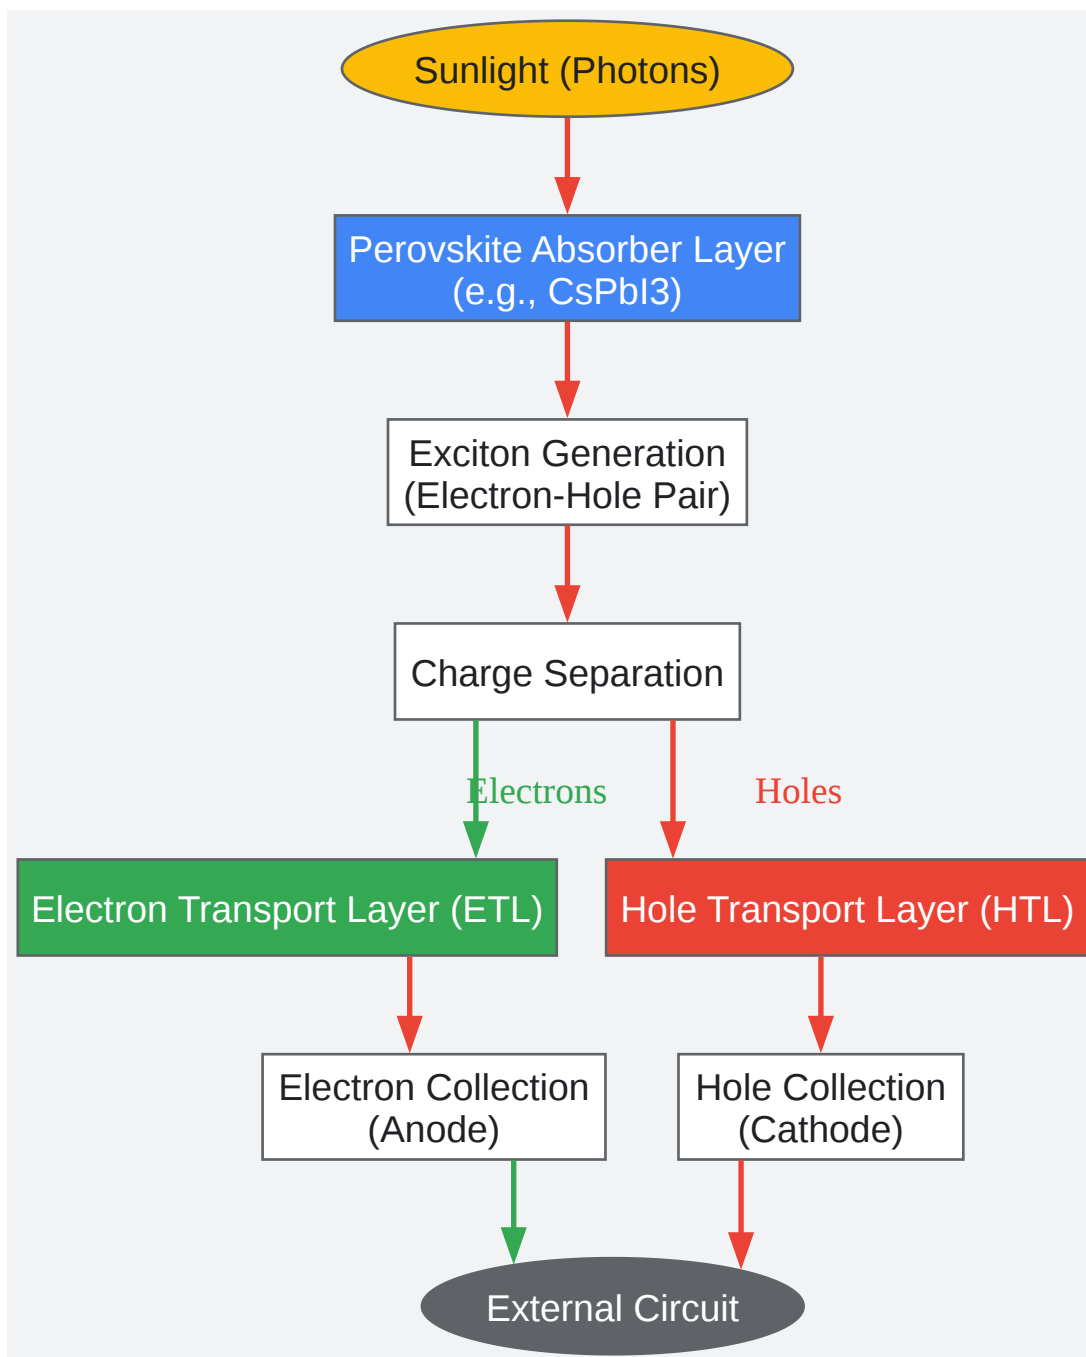 Sunlight (Photons)
Perovskite Absorber Layer
(e.g., CsPbI3)
Exciton Generation
(Electron-Hole Pair)
Charge Separation
Electrons
Holes
Electron Transport Layer (ETL)
Hole Transport Layer (HTL)
Electron Collection
(Anode)
Hole Collection
(Cathode)
External Circuit